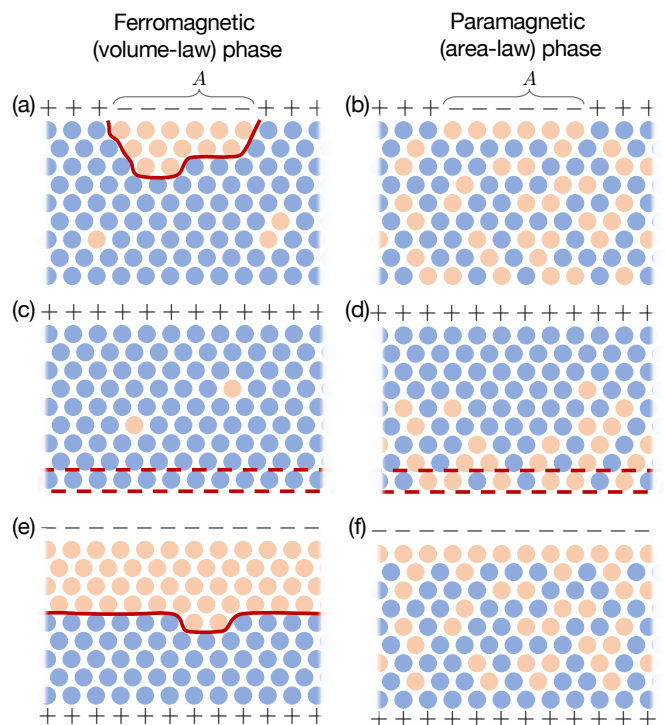 Ferromagnetic
(volume-law) phase
Paramagnetic
(area-law) phase
A
A
(a)
+ + + − − − − − − + + +
(b)
+ + + − − − − − − + + +
(c)
+ + + + + + + + + + + +
(d)
+ + + + + + + + + + + +
(e)
− − − − − − − − − − − −
(f)
− − − − − − − − − − − −
+ + + + + + + + + + + +
+ + + + + + + + + + + +